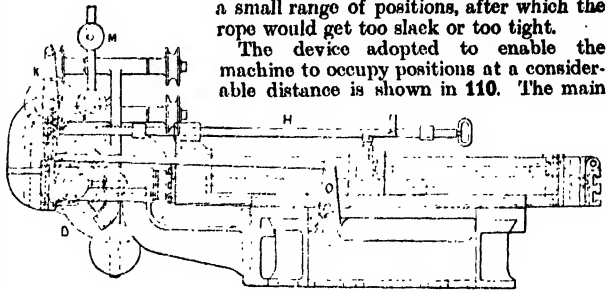 a small range of positions, after which the
rope would get too slack or too tight.
The device adopted to enable the
machine to occupy positions at a consider-
able distance is shown in 110. The main
M
K
H
O
D